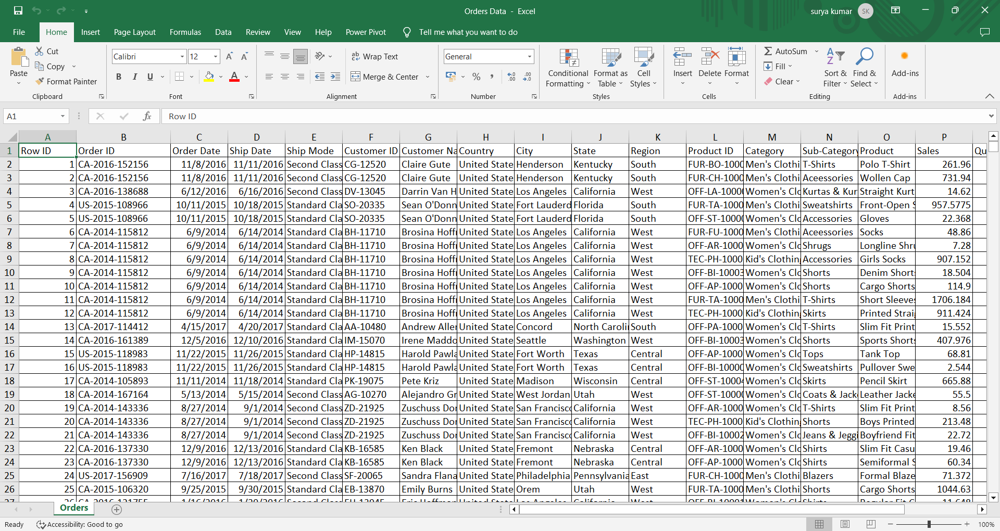 Orders Data - Excel
surya kumar SK
File Home Insert Page Layout Formulas Data Review View Help Power Pivot Tell me what you want to do
Cut
Copy
Format Painter
Paste
Clipboard
Calibri 12
B I U A
Font
ab Wrap Text
Merge & Center
Alignment
General
% ,
Number
Conditional Formatting
Format as Table
Cell Styles
Styles
Insert Delete Format
Cells
AutoSum
Fill
Clear
Sort & Filter
Find & Select
Editing
Add-ins
Add-ins
A1 fx Row ID
A B C D E F G H I J K L M N O P
1 Row ID Order ID Order Date Ship Date Ship Mode Customer ID Customer Na Country City State Region Product ID Category Sub-Category Product Sales Qu
2 1 CA-2016-152156 11/8/2016 11/11/2016 Second Class CG-12520 Claire Gute United State Henderson Kentucky South FUR-BO-1000 Men's Clothi T-Shirts Polo T-Shirt 261.96
3 2 CA-2016-152156 11/8/2016 11/11/2016 Second Class CG-12520 Claire Gute United State Henderson Kentucky South FUR-CH-1000 Men's Clothi Aceessories Wollen Cap 731.94
4 3 CA-2016-138688 6/12/2016 6/16/2016 Second Class DV-13045 Darrin Van H United State Los Angeles California West OFF-LA-1000 Women's Clo Kurtas & Kur Straight Kurt 14.62
5 4 US-2015-108966 10/11/2015 10/18/2015 Standard Cla SO-20335 Sean O'Donn United State Fort Lauderd Florida South FUR-TA-1000 Men's Clothi Sweatshirts Front-Open S 957.5775
6 5 US-2015-108966 10/11/2015 10/18/2015 Standard Cla SO-20335 Sean O'Donn United State Fort Lauderd Florida South OFF-ST-1000 Women's Clo Accessories Gloves 22.368
7 6 CA-2014-115812 6/9/2014 6/14/2014 Standard Cla BH-11710 Brosina Hoff United State Los Angeles California West FUR-FU-1000 Men's Clothi Aceessories Socks 48.86
8 7 CA-2014-115812 6/9/2014 6/14/2014 Standard Cla BH-11710 Brosina Hoff United State Los Angeles California West OFF-AR-1000 Women's Clo Shrugs Longline Shru 7.28
9 8 CA-2014-115812 6/9/2014 6/14/2014 Standard Cla BH-11710 Brosina Hoff United State Los Angeles California West TEC-PH-1000 Kid's Clothin Accessories Girls Socks 907.152
10 9 CA-2014-115812 6/9/2014 6/14/2014 Standard Cla BH-11710 Brosina Hoff United State Los Angeles California West OFF-BI-10003 Women's Clo Shorts Denim Short 18.504
11 10 CA-2014-115812 6/9/2014 6/14/2014 Standard Cla BH-11710 Brosina Hoff United State Los Angeles California West OFF-AP-1000 Women's Clo Shorts Cargo Shorts 114.9
12 11 CA-2014-115812 6/9/2014 6/14/2014 Standard Cla BH-11710 Brosina Hoff United State Los Angeles California West FUR-TA-1000 Men's Clothi T-Shirts Short Sleeve 1706.184
13 12 CA-2014-115812 6/9/2014 6/14/2014 Standard Cla BH-11710 Brosina Hoff United State Los Angeles California West TEC-PH-1000 Kid's Clothin Skirts Printed Strai 911.424
14 13 CA-2017-114412 4/15/2017 4/20/2017 Standard Cla AA-10480 Andrew Alle United State Concord North Caroli South OFF-PA-1000 Women's Clo T-Shirts Slim Fit Print 15.552
15 14 CA-2016-161389 12/5/2016 12/10/2016 Standard Cla IM-15070 Irene Maddo United State Seattle Washington West OFF-BI-10003 Women's Clo Shorts Sports Short 407.976
16 15 US-2015-118983 11/22/2015 11/26/2015 Standard Cla HP-14815 Harold Pawla United State Fort Worth Texas Central OFF-AP-1000 Women's Clo Tops Tank Top 68.81
17 16 US-2015-118983 11/22/2015 11/26/2015 Standard Cla HP-14815 Harold Pawla United State Fort Worth Texas Central OFF-BI-1000 Women's Clo Sweatshirts Pullover Swe 2.544
18 17 CA-2014-105893 11/11/2014 11/18/2014 Standard Cla PK-19075 Pete Kriz United State Madison Wisconsin Central OFF-ST-1000 Women's Clo Skirts Pencil Skirt 665.88
19 18 CA-2014-167164 5/13/2014 5/15/2014 Second Class AG-10270 Alejandro Gr United State West Jordan Utah West OFF-ST-1000 Women's Clo Coats & Jack Leather Jacke 55.5
20 19 CA-2014-143336 8/27/2014 9/1/2014 Second Class ZD-21925 Zuschuss Do United State San Francisc California West OFF-AR-1000 Women's Clo T-Shirts Slim Fit Print 8.56
21 20 CA-2014-143336 8/27/2014 9/1/2014 Second Class ZD-21925 Zuschuss Do United State San Francisc California West TEC-PH-1000 Kid's Clothin Shorts Boys Printed 213.48
22 21 CA-2014-143336 8/27/2014 9/1/2014 Second Class ZD-21925 Zuschuss Do United State San Francisc California West OFF-BI-10002 Women's Clo Jeans & Jeggi Boyfriend Fit 22.72
23 22 CA-2016-137330 12/9/2016 12/13/2016 Standard Cla KB-16585 Ken Black United State Fremont Nebraska Central OFF-AR-1000 Women's Clo Shirts Slim Fit Casu 19.46
24 23 CA-2016-137330 12/9/2016 12/13/2016 Standard Cla KB-16585 Ken Black United State Fremont Nebraska Central OFF-AP-1000 Women's Clo Shirts Semiformal S 60.34
25 24 US-2017-156909 7/16/2017 7/18/2017 Second Class SF-20065 Sandra Flana United State Philadelphia Pennsylvania East FUR-CH-1000 Men's Clothi Blazers Formal Blaze 71.372
26 25 CA-2015-106320 9/25/2015 9/30/2015 Standard Cla EB-13870 Emily Burns United State Orem Utah West FUR-TA-1000 Men's Clothi Shorts Cargo Shorts 1044.63
Orders
Ready Accessibility: Good to go 100%